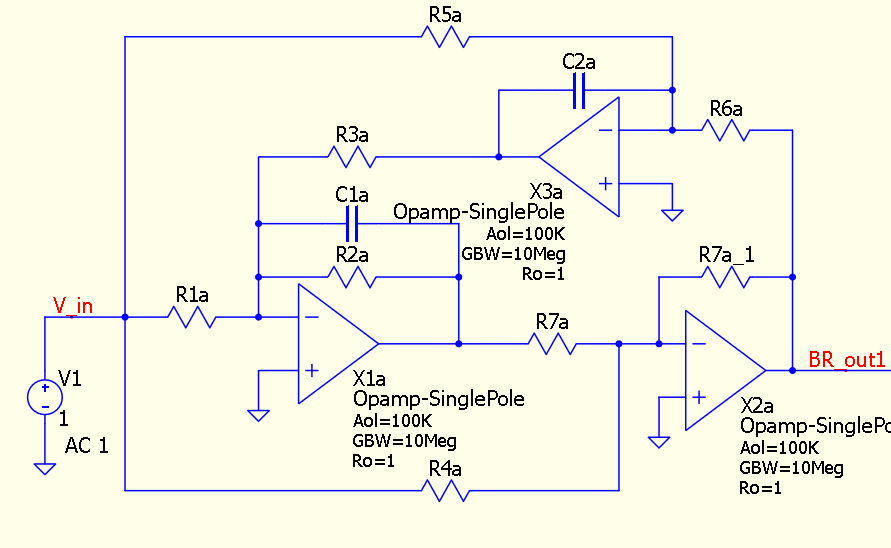 R5a
C2a
R6a
R3a
X3a
C1a
Opamp-SinglePole
Aol=100K
GBW=10Meg
Ro=1
R2a
R7a_1
R1a
V_in
R7a
BR_out1
V1
1
AC 1
X1a
Opamp-SinglePole
Aol=100K
GBW=10Meg
Ro=1
X2a
Opamp-SinglePo
Aol=100K
GBW=10Meg
Ro=1
R4a